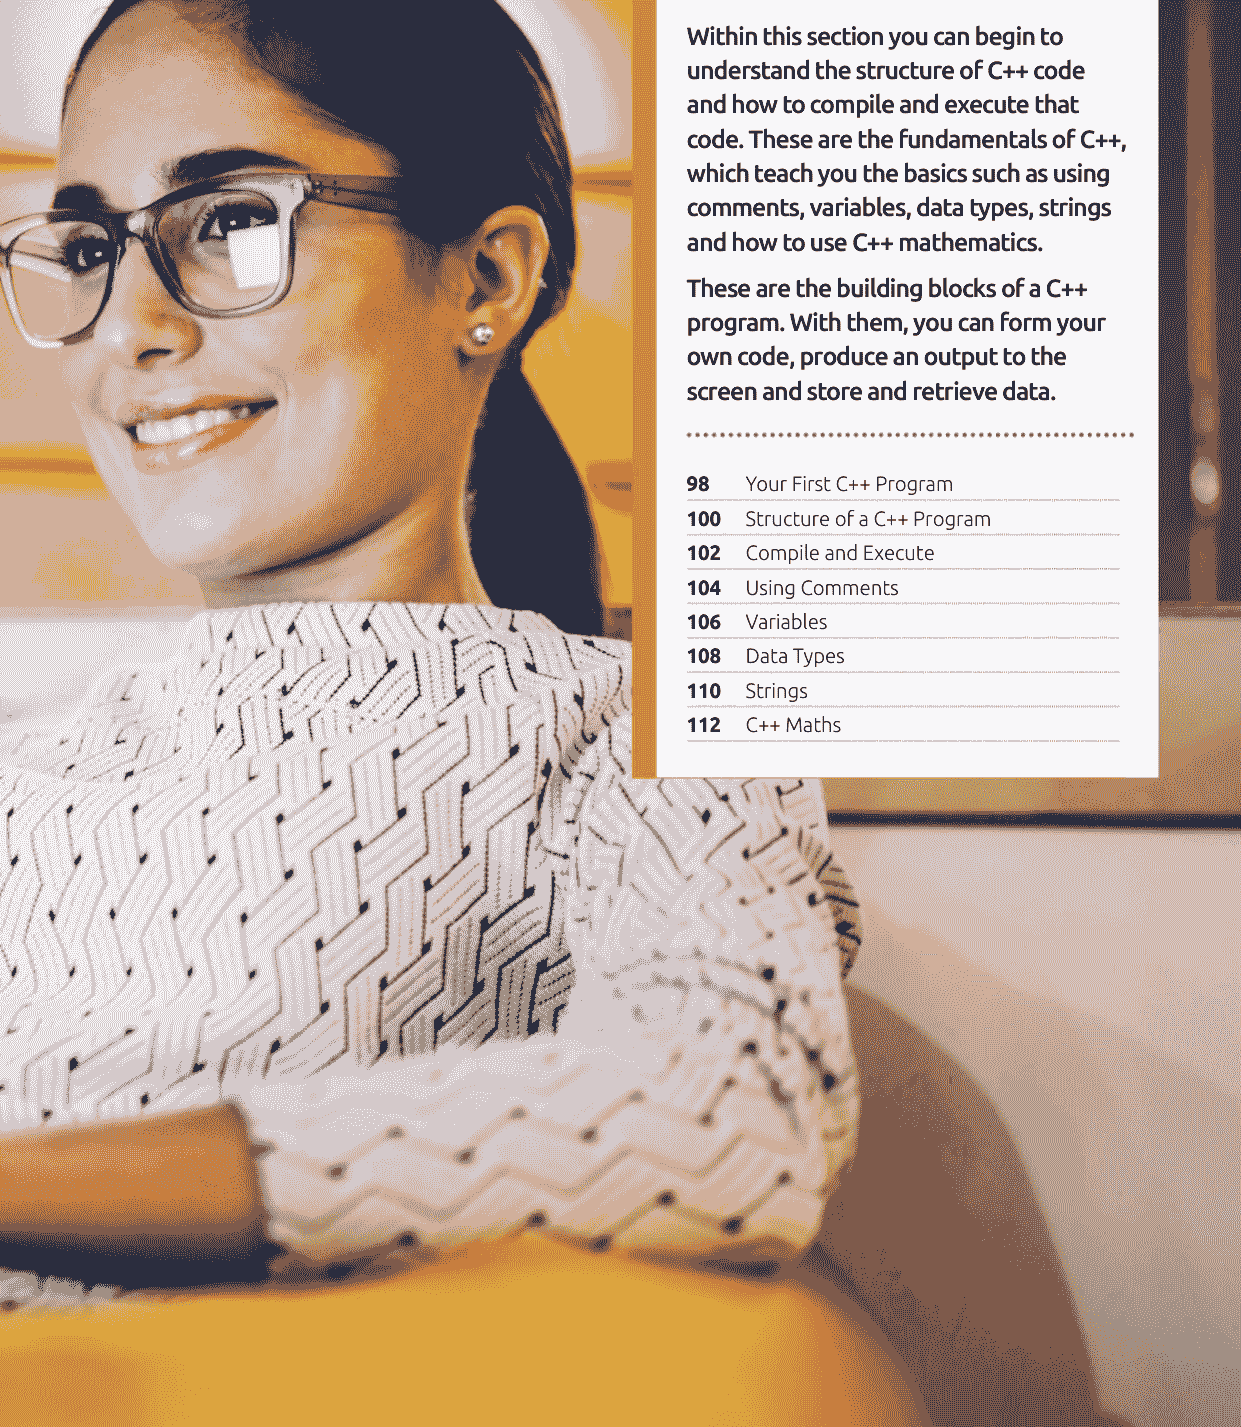 Within this section you can begin to
understand the structure of C++ code
and how to compile and execute that
code. These are the fundamentals of C++,
which teach you the basics such as using
comments, variables, data types, strings
and how to use C++ mathematics.
These are the building blocks of a C++
program. With them, you can form your
own code, produce an output to the
screen and store and retrieve data.
98 Your First C++ Program
100 Structure of a C++ Program
102 Compile and Execute
104 Using Comments
106 Variables
108 Data Types
110 Strings
112 C++ Maths